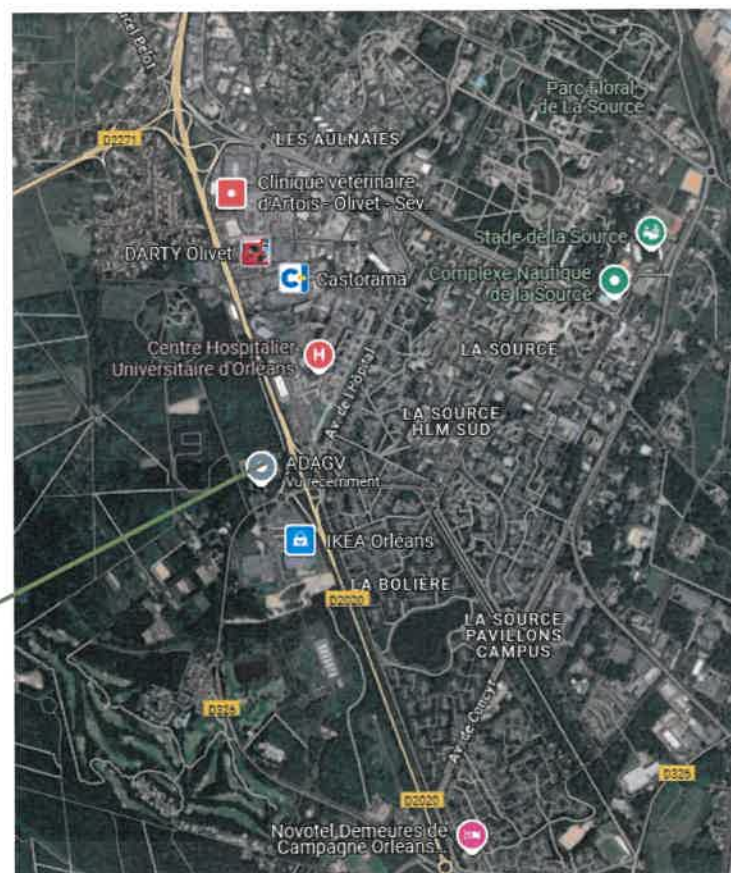 D2271
LES AULNAIES
Parc Floral
de La Source
Clinique vétérinaire
d'Artois - Olivet - Sev...
Stade de la Source
DARTY Olivet
Castorama
Complexe Nautique
de la Source
Centre Hospitalier
Universitaire d'Orléans
Av. de l'Hôpital
LA SOURCE
LA SOURCE
HLM SUD
ADAGV
Vu récemment
IKEA Orléans
LA BOLIÈRE
D2020
LA SOURCE
PAVILLONS
CAMPUS
D326
Av. de Concyr
D326
D2020
Novotel Demeures de
Campagne Orléans...